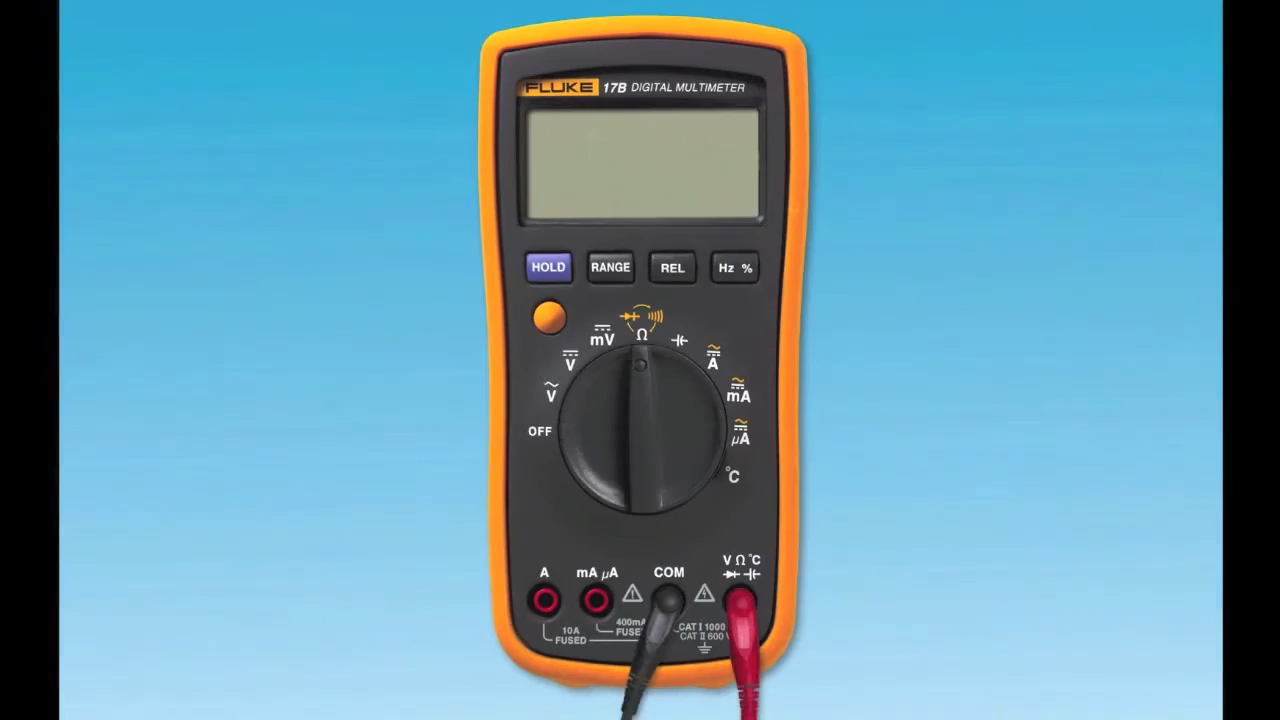 FLUKE 17B DIGITAL MULTIMETER
HOLD RANGE REL Hz %
mV Ω
V A
V mA
OFF µA
°C
V Ω °C
A mA µA COM
10A FUSED
400mA FUSED
CAT I 1000
CAT II 600 V